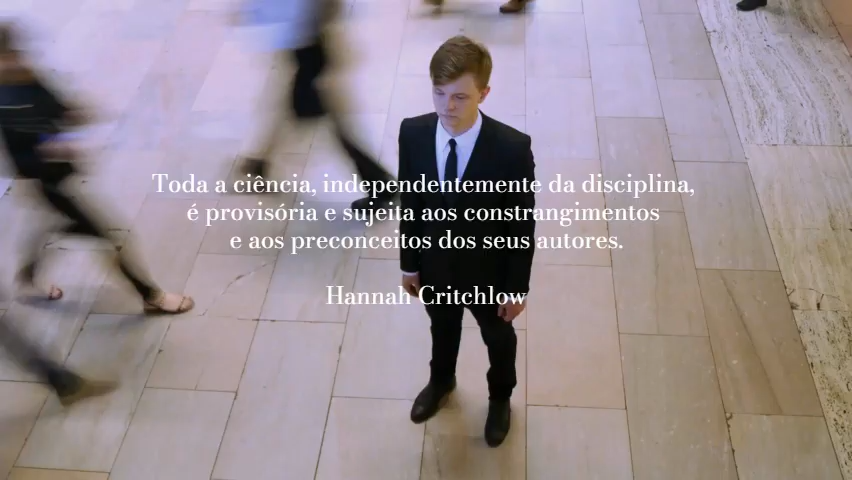 Toda a ciência, independentemente da disciplina,
é provisória e sujeita aos constrangimentos
e aos preconceitos dos seus autores.
Hannah Critchlow